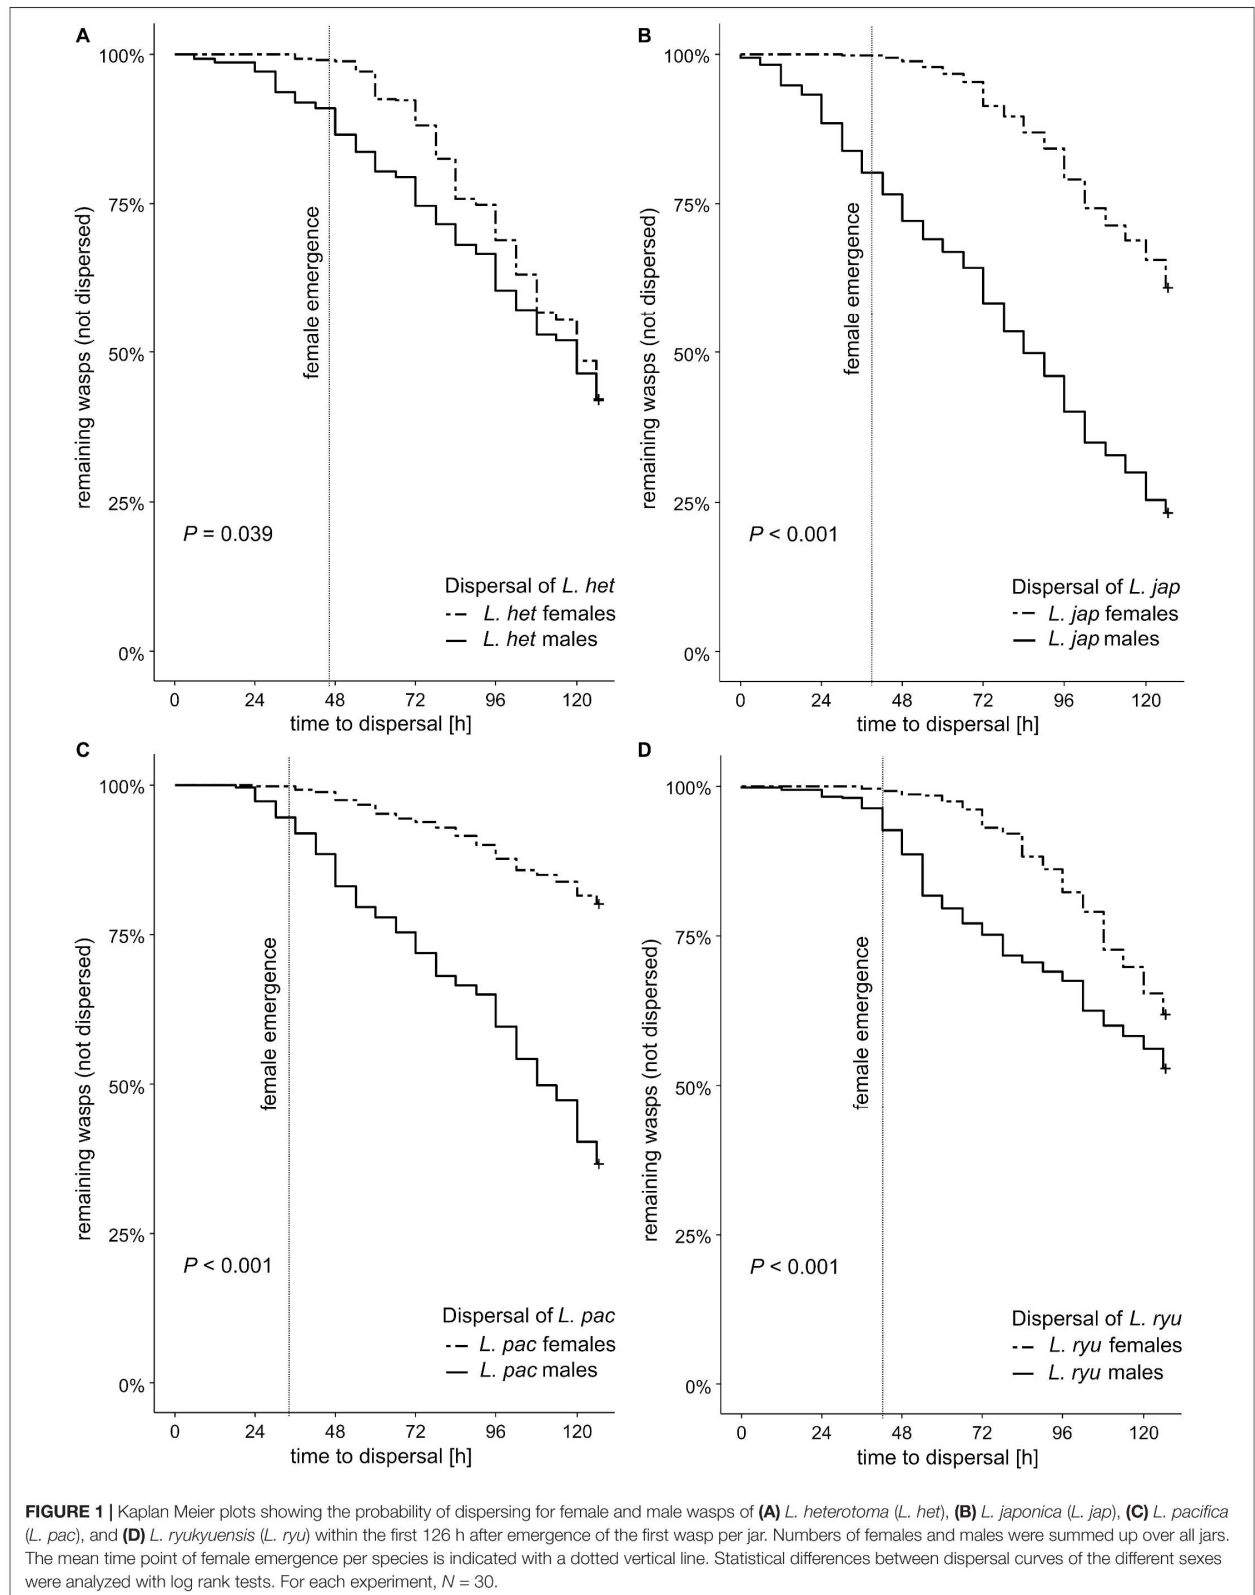 A
100%
75%
50%
25%
0%
remaining wasps (not dispersed)
female emergence
P = 0.039
Dispersal of L. het
L. het females
L. het males
0 24 48 72 96 120
time to dispersal [h]
B
100%
75%
50%
25%
0%
remaining wasps (not dispersed)
female emergence
P < 0.001
Dispersal of L. jap
L. jap females
L. jap males
0 24 48 72 96 120
time to dispersal [h]
C
100%
75%
50%
25%
0%
remaining wasps (not dispersed)
female emergence
P < 0.001
Dispersal of L. pac
L. pac females
L. pac males
0 24 48 72 96 120
time to dispersal [h]
D
100%
75%
50%
25%
0%
remaining wasps (not dispersed)
female emergence
P < 0.001
Dispersal of L. ryu
L. ryu females
L. ryu males
0 24 48 72 96 120
time to dispersal [h]
FIGURE 1 | Kaplan Meier plots showing the probability of dispersing for female and male wasps of (A) L. heterotoma (L. het), (B) L. japonica (L. jap), (C) L. pacifica
(L. pac), and (D) L. ryukyuensis (L. ryu) within the first 126 h after emergence of the first wasp per jar. Numbers of females and males were summed up over all jars.
The mean time point of female emergence per species is indicated with a dotted vertical line. Statistical differences between dispersal curves of the different sexes
were analyzed with log rank tests. For each experiment, N = 30.